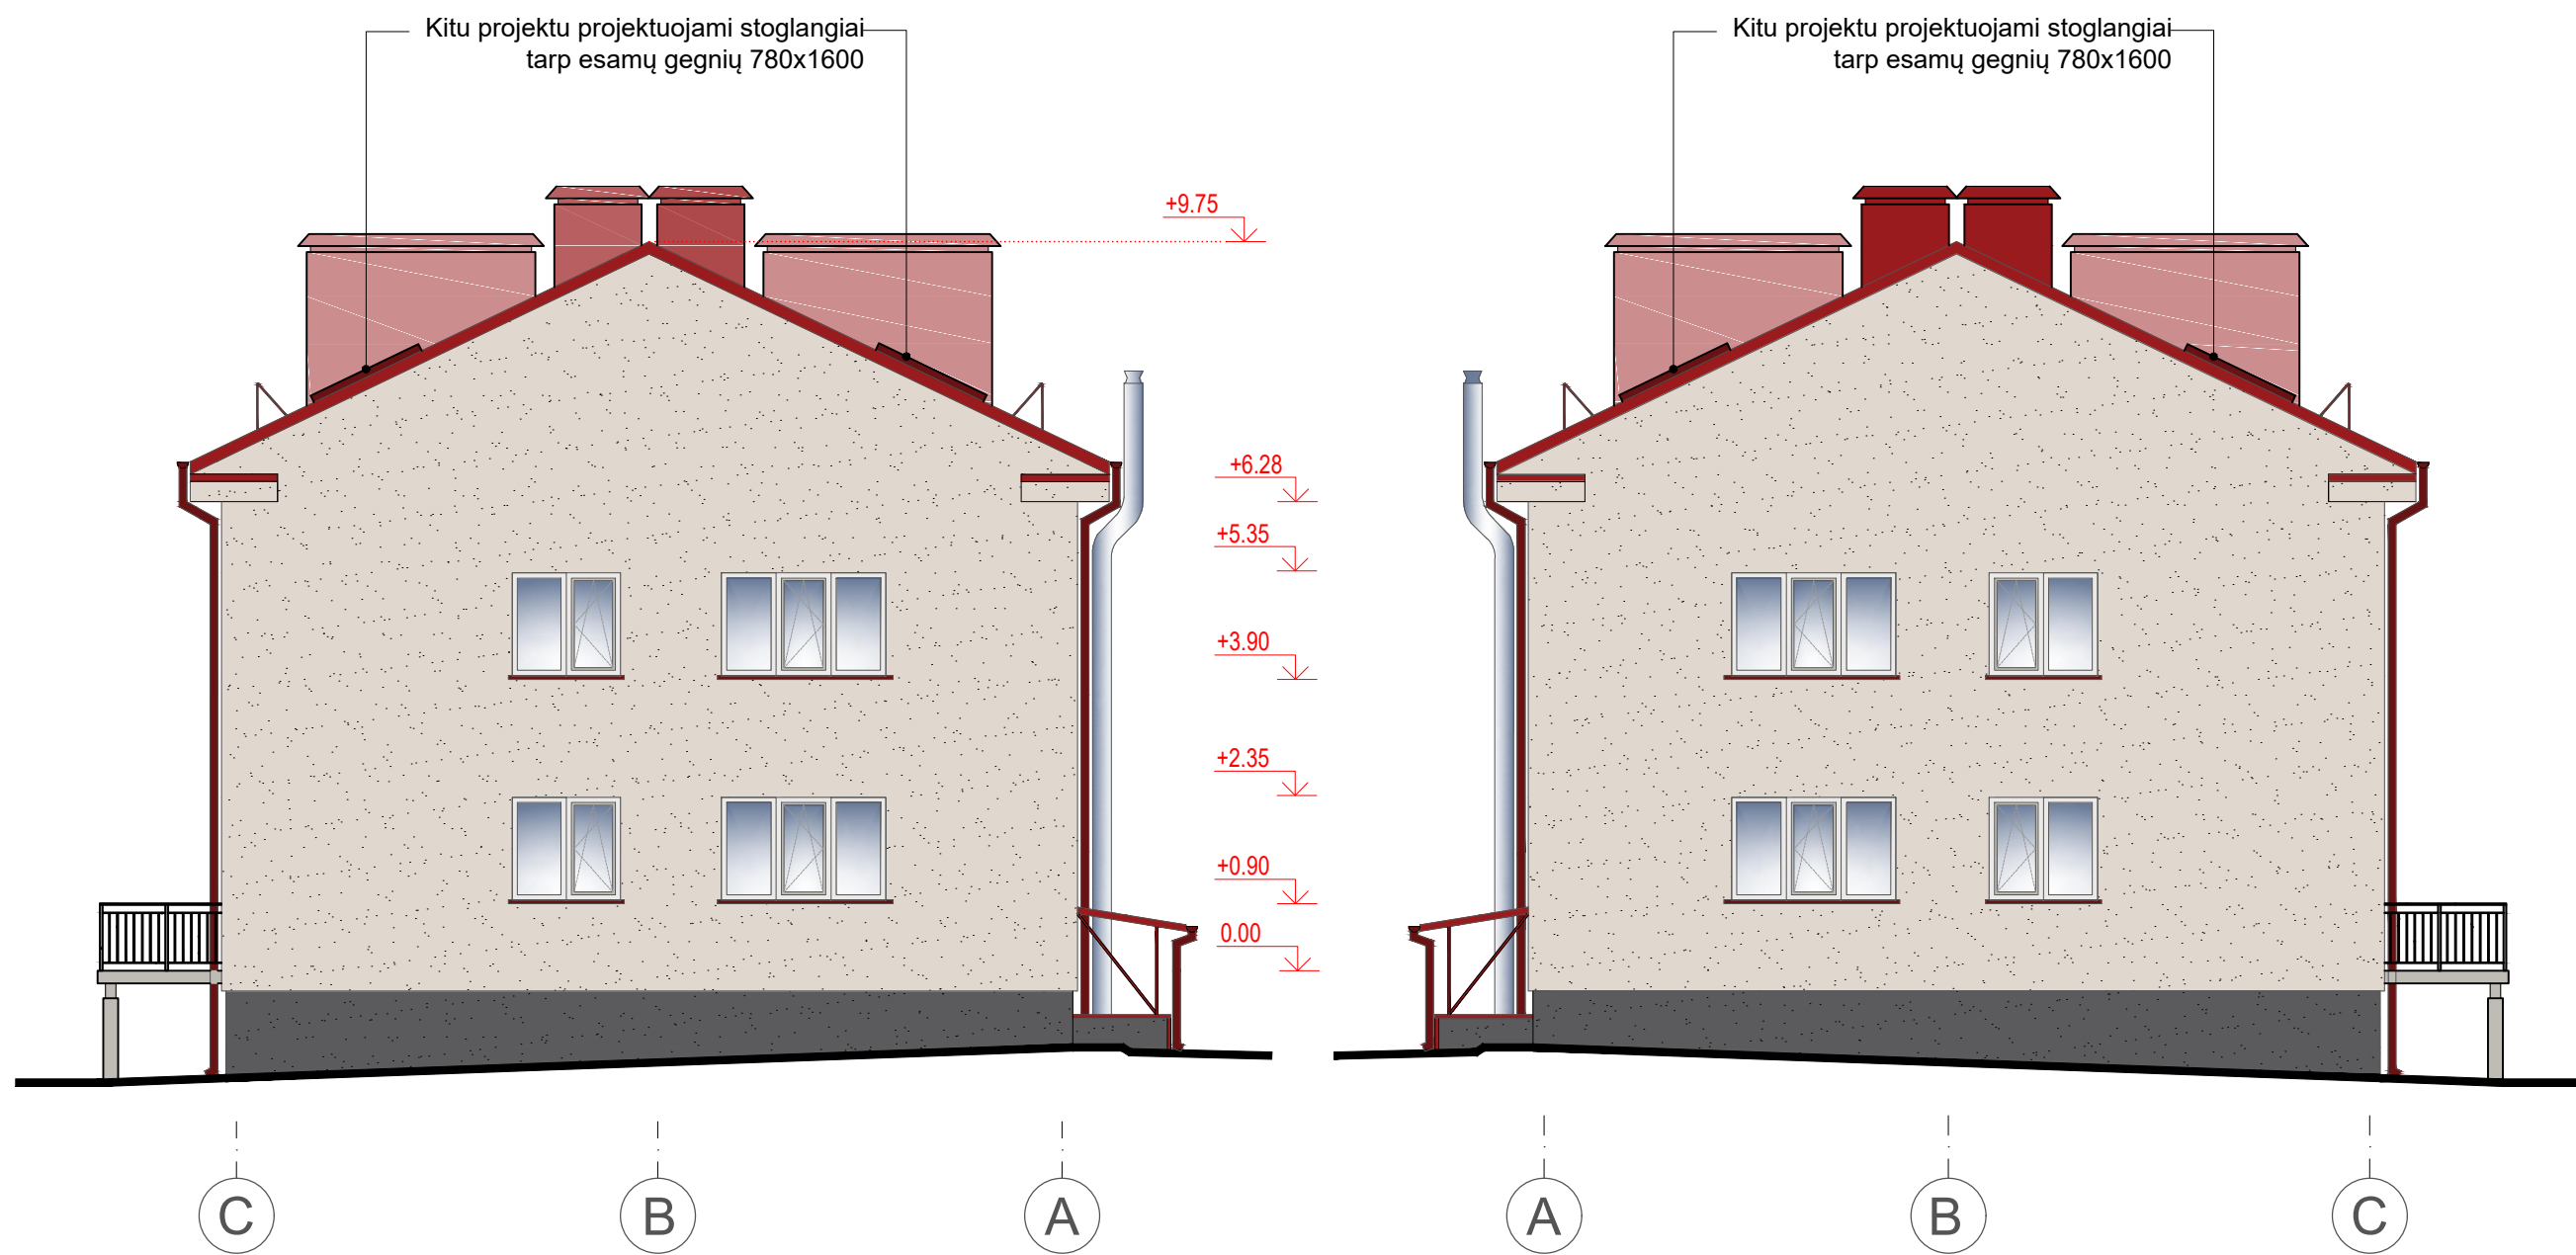 Kitu projektu projektuojami stoglangiai
tarp esamų gegnių 780x1600
Kitu projektu projektuojami stoglangiai
tarp esamų gegnių 780x1600
+9.75
+6.28
+5.35
+3.90
+2.35
+0.90
0.00
C
B
A
A
B
C